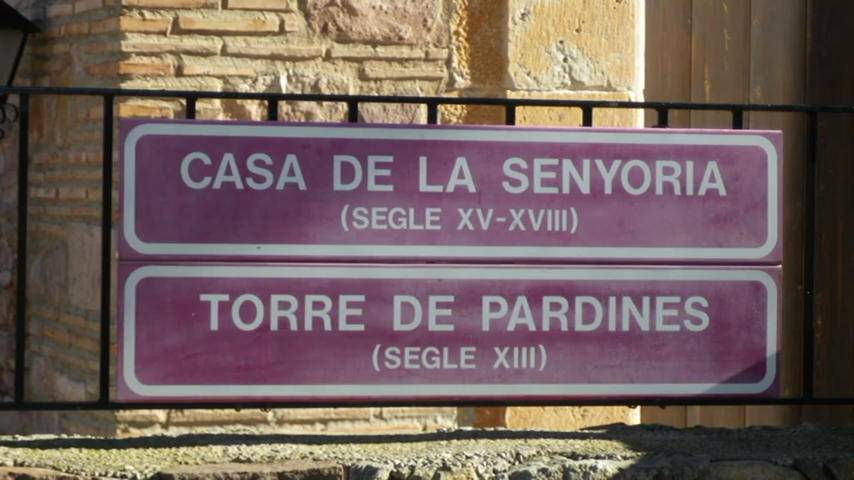 CASA DE LA SENYORIA
(SEGLE XV-XVIII)
TORRE DE PARDINES
(SEGLE XIII)